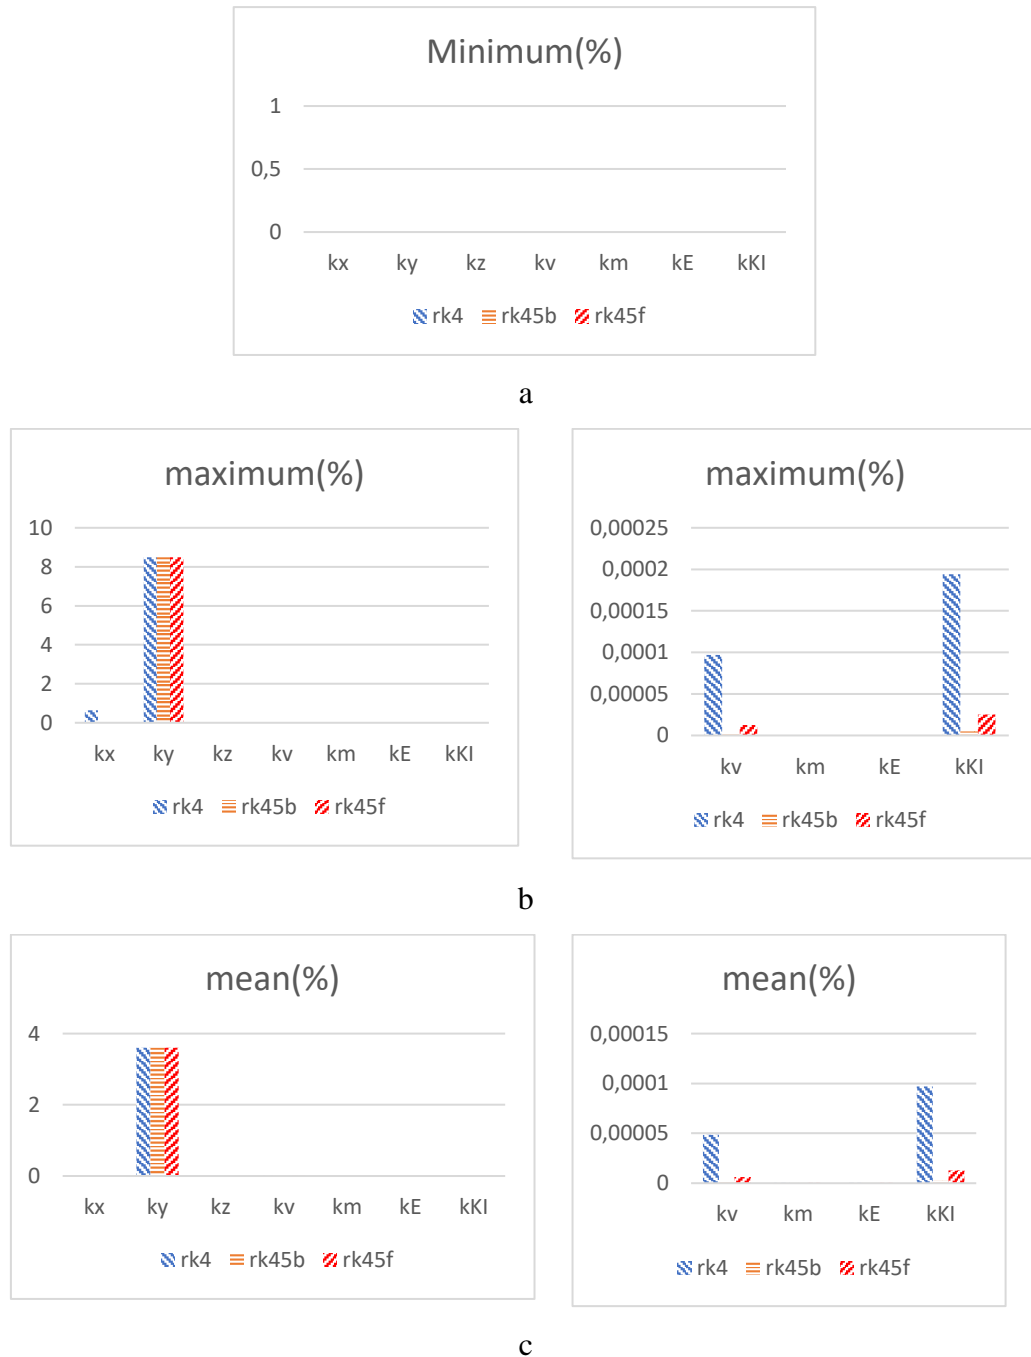 Minimum(%)
1
0,5
0
kx ky kz kv km kE kKI
rk4 rk45b rk45f
a
maximum(%)
10
8
6
4
2
0
kx ky kz kv km kE kKI
rk4 rk45b rk45f
maximum(%)
0,00025
0,0002
0,00015
0,0001
0,00005
0
kv km kE kKI
rk4 rk45b rk45f
b
mean(%)
4
2
0
kx ky kz kv km kE kKI
rk4 rk45b rk45f
mean(%)
0,00015
0,0001
0,00005
0
kv km kE kKI
rk4 rk45b rk45f
c